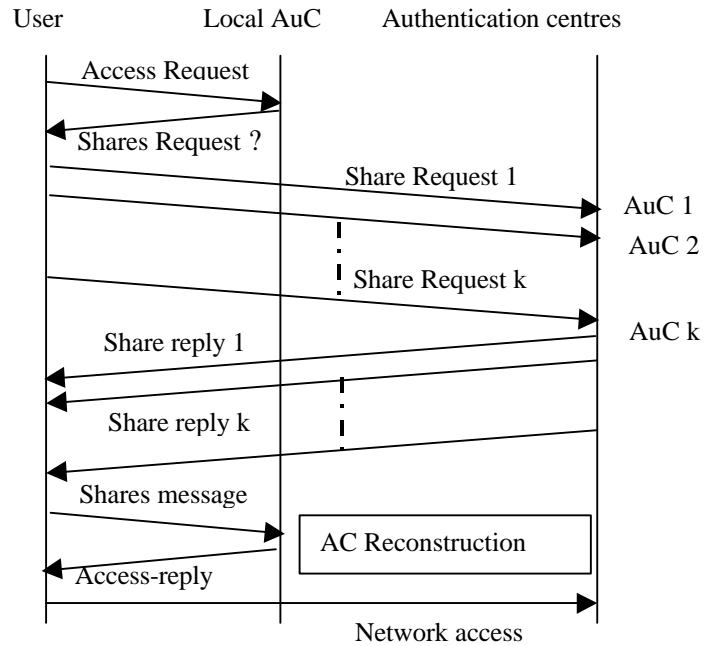 User Local AuC Authentication centres
Access Request
Shares Request ?
Share Request 1
AuC 1
AuC 2
Share Request k
AuC k
Share reply 1
Share reply k
Shares message
AC Reconstruction
Access-reply
Network access